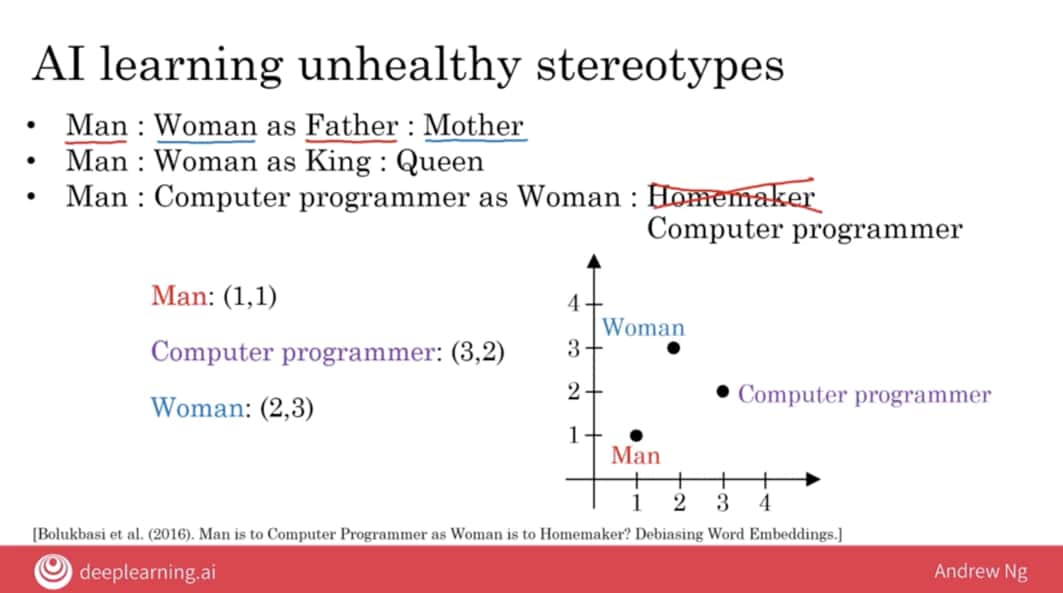 AI learning unhealthy stereotypes
• Man : Woman as Father : Mother
• Man : Woman as King : Queen
• Man : Computer programmer as Woman : Homemaker
Computer programmer
Man: (1,1)
Computer programmer: (3,2)
Woman: (2,3)
4
Woman
3
2
Computer programmer
1
Man
1 2 3 4
[Bolukbasi et al. (2016). Man is to Computer Programmer as Woman is to Homemaker? Debiasing Word Embeddings.]
deeplearning.ai
Andrew Ng